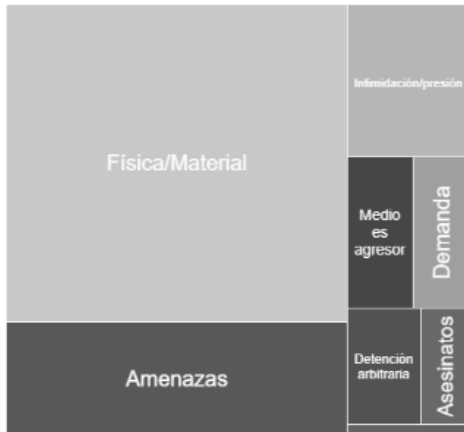 Física/Material
Intimidación/presión
Medio
es
agresor
Demanda
Amenazas
Detención
arbitraria
Asesinatos